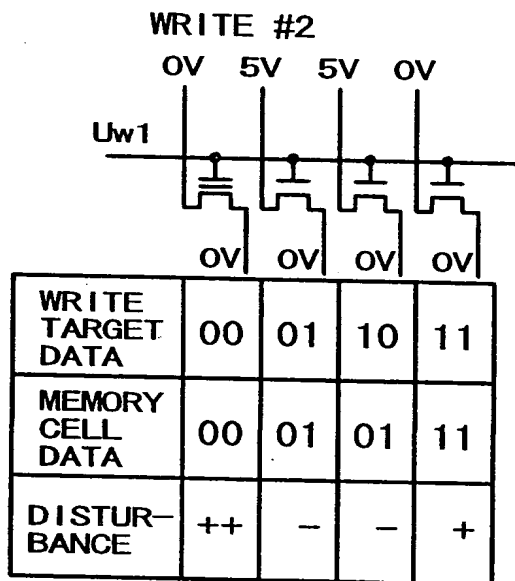 WRITE #2
0V 5V 5V 0V
Uw1
0V 0V 0V 0V
WRITE
TARGET
DATA
00 01 10 11
MEMORY
CELL
DATA
00 01 01 11
DISTUR-
BANCE
++ - - +